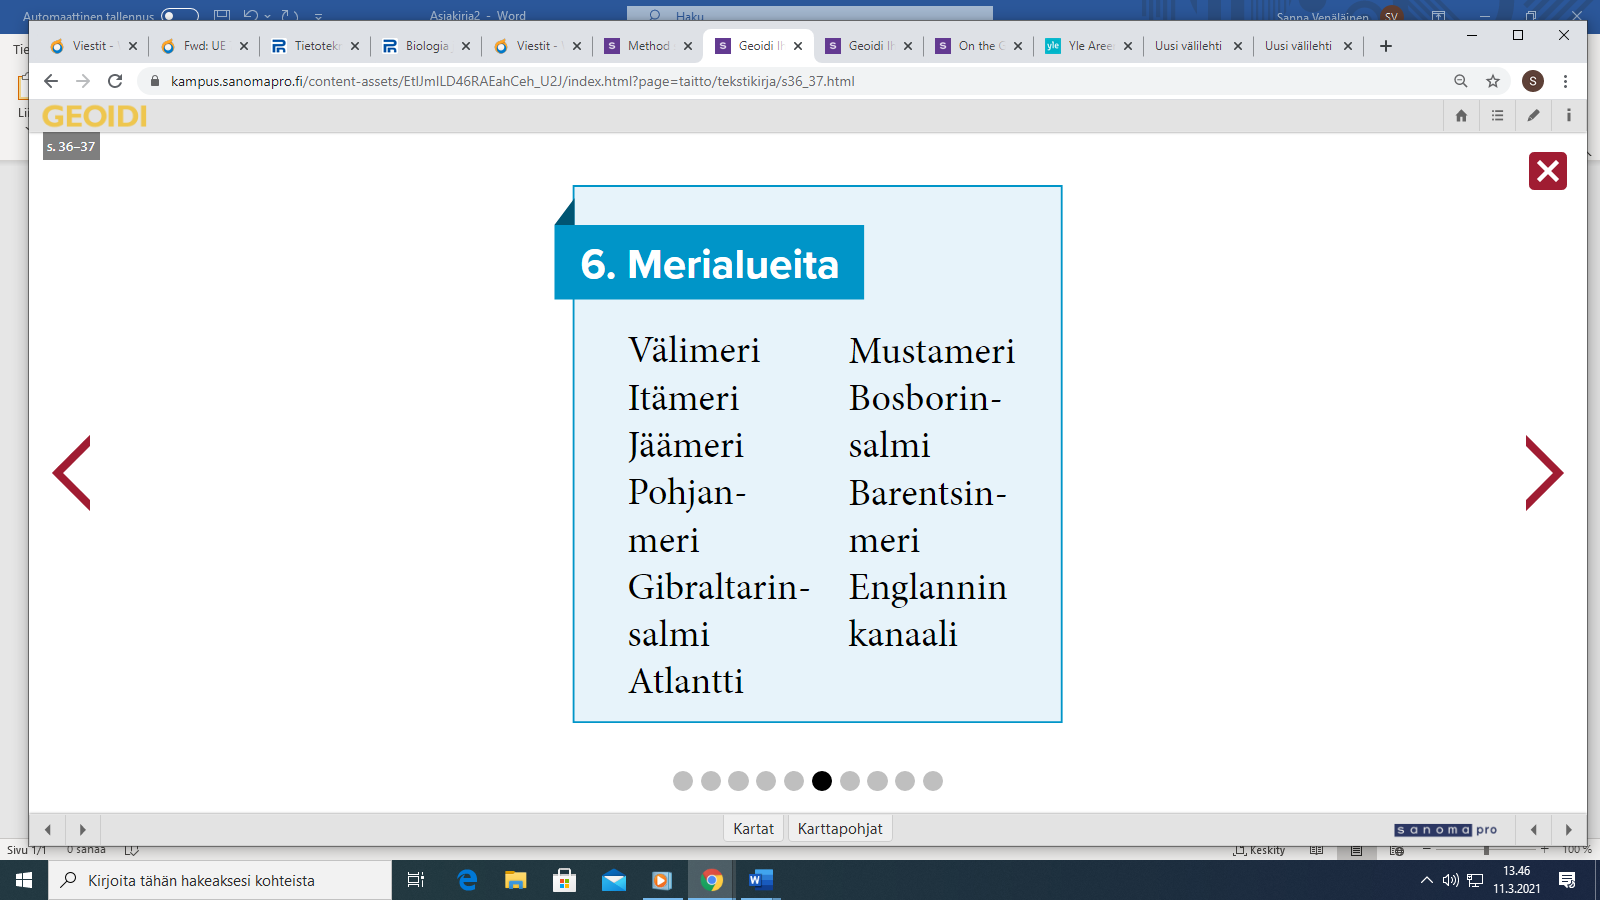 Automaattinen tallennus
Asiakirja2 - Word
Haku
Sanna Venäläinen
SV
Viestit -
Fwd: UE
Tietotek
Biologia
Viestit -
Method
Geoidi
Geoidi
On the
Yle Aree
Uusi välilehti
Uusi välilehti
kampus.sanomapro.fi/content-assets/EtlJmlLD46RAEahCeh_U2J/index.html?page=taitto/tekstikirja/s36_37.html
S
GEOIDI
s. 36–37
6. Merialueita
Välimeri
Itämeri
Jäämeri
Pohjan-
meri
Gibraltarin-
salmi
Atlantti
Mustameri
Bosborin-
salmi
Barentsin-
meri
Englannin
kanaali
Kartat
Karttapohjat
sanoma pro
Sivu 1/1
0 sanaa
Keskity
100 %
Kirjoita tähän hakeaksesi kohteista
13.46
11.3.2021